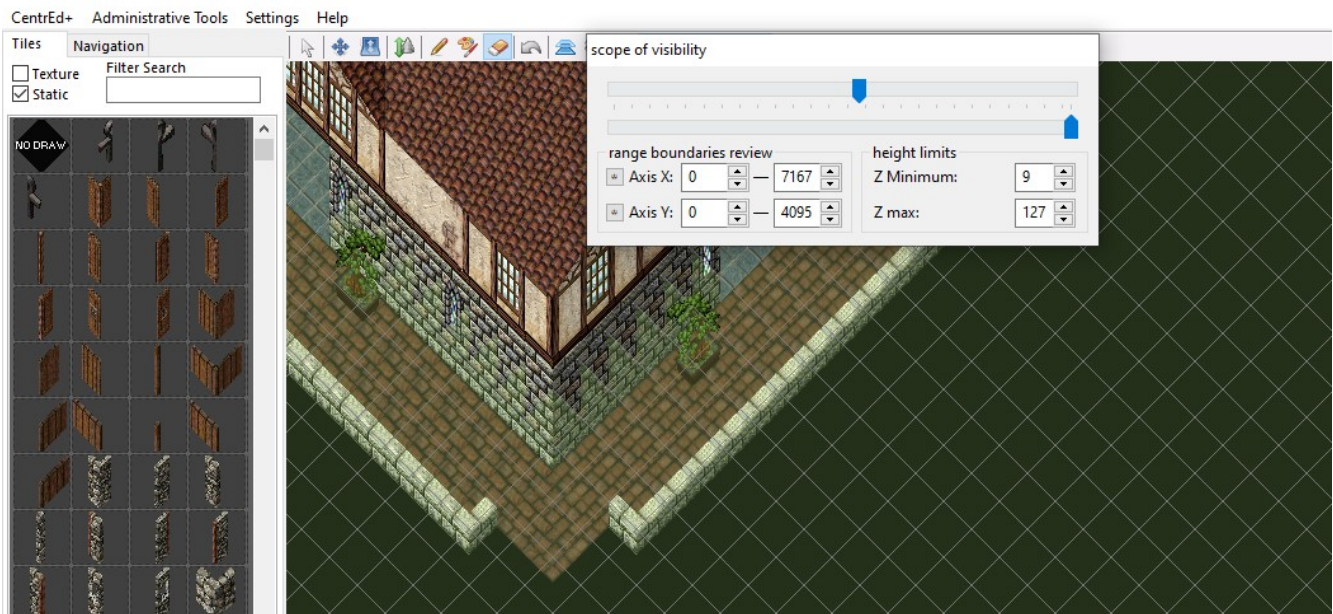 CentrEd+ Administrative Tools Settings Help
Tiles Navigation
Texture
Static
Filter Search
NO DRAW
scope of visibility
range boundaries review
Axis X: 0 — 7167
Axis Y: 0 — 4095
height limits
Z Minimum: 9
Z max: 127